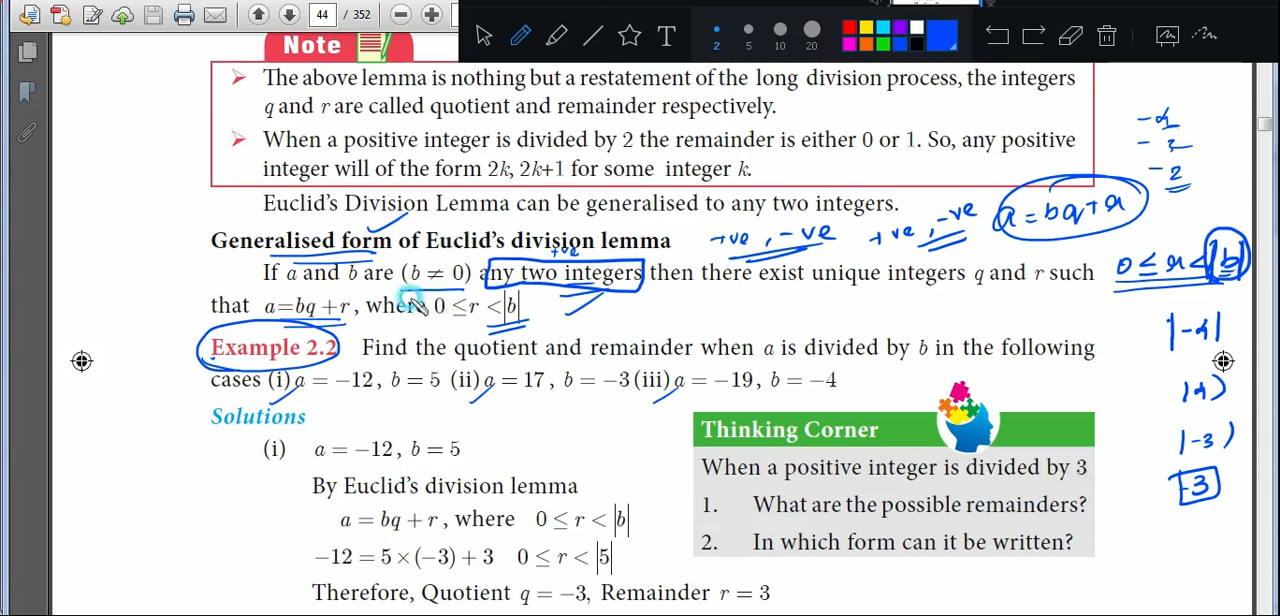 44 / 352
2 5 10 20
Note
The above lemma is nothing but a restatement of the long division process, the integers
q and r are called quotient and remainder respectively.
When a positive integer is divided by 2 the remainder is either 0 or 1. So, any positive
integer will of the form 2k, 2k+1 for some integer k.
Euclid's Division Lemma can be generalised to any two integers.
Generalised form of Euclid's division lemma
+ve , -ve +ve , -ve
a = bq + r
+ve
If a and b are (b ≠ 0) any two integers then there exist unique integers q and r such
that a=bq +r , where 0 ≤r <|b|
0 ≤ r < |b|
Example 2.2 Find the quotient and remainder when a is divided by b in the following
cases (i) a = −12, b = 5 (ii) a = 17, b = −3 (iii) a = −19, b = −4
Solutions
(i) a = −12, b = 5
By Euclid's division lemma
a = bq + r , where 0 ≤ r < |b|
−12 = 5 ×(−3) + 3 0 ≤ r < |5|
Therefore, Quotient q = −3, Remainder r = 3
Thinking Corner
When a positive integer is divided by 3
1. What are the possible remainders?
2. In which form can it be written?
-2
|-3|